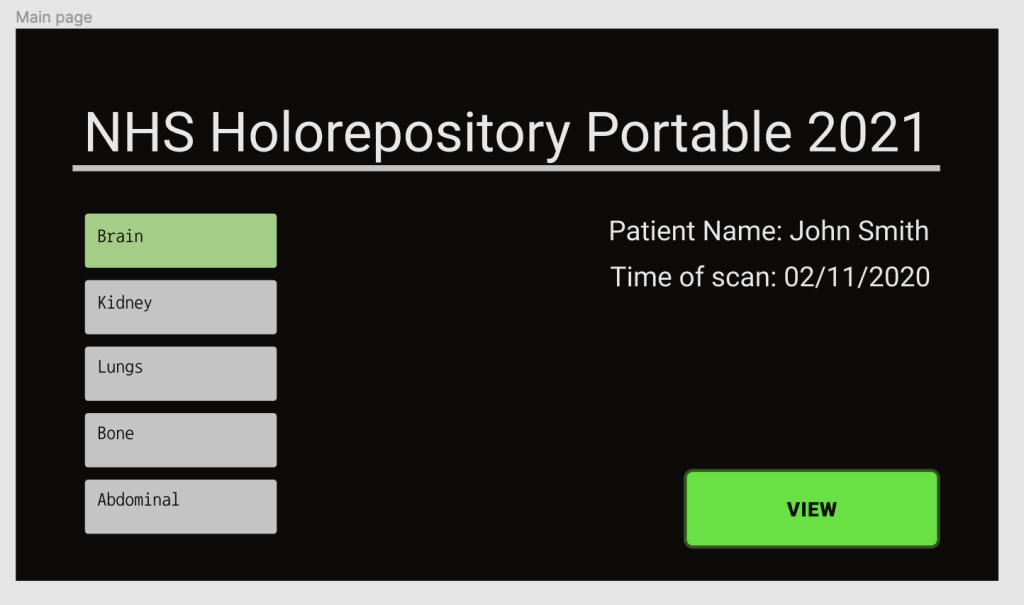 Main page
NHS Holorepository Portable 2021
Brain
Kidney
Lungs
Bone
Abdominal
Patient Name: John Smith
Time of scan: 02/11/2020
VIEW